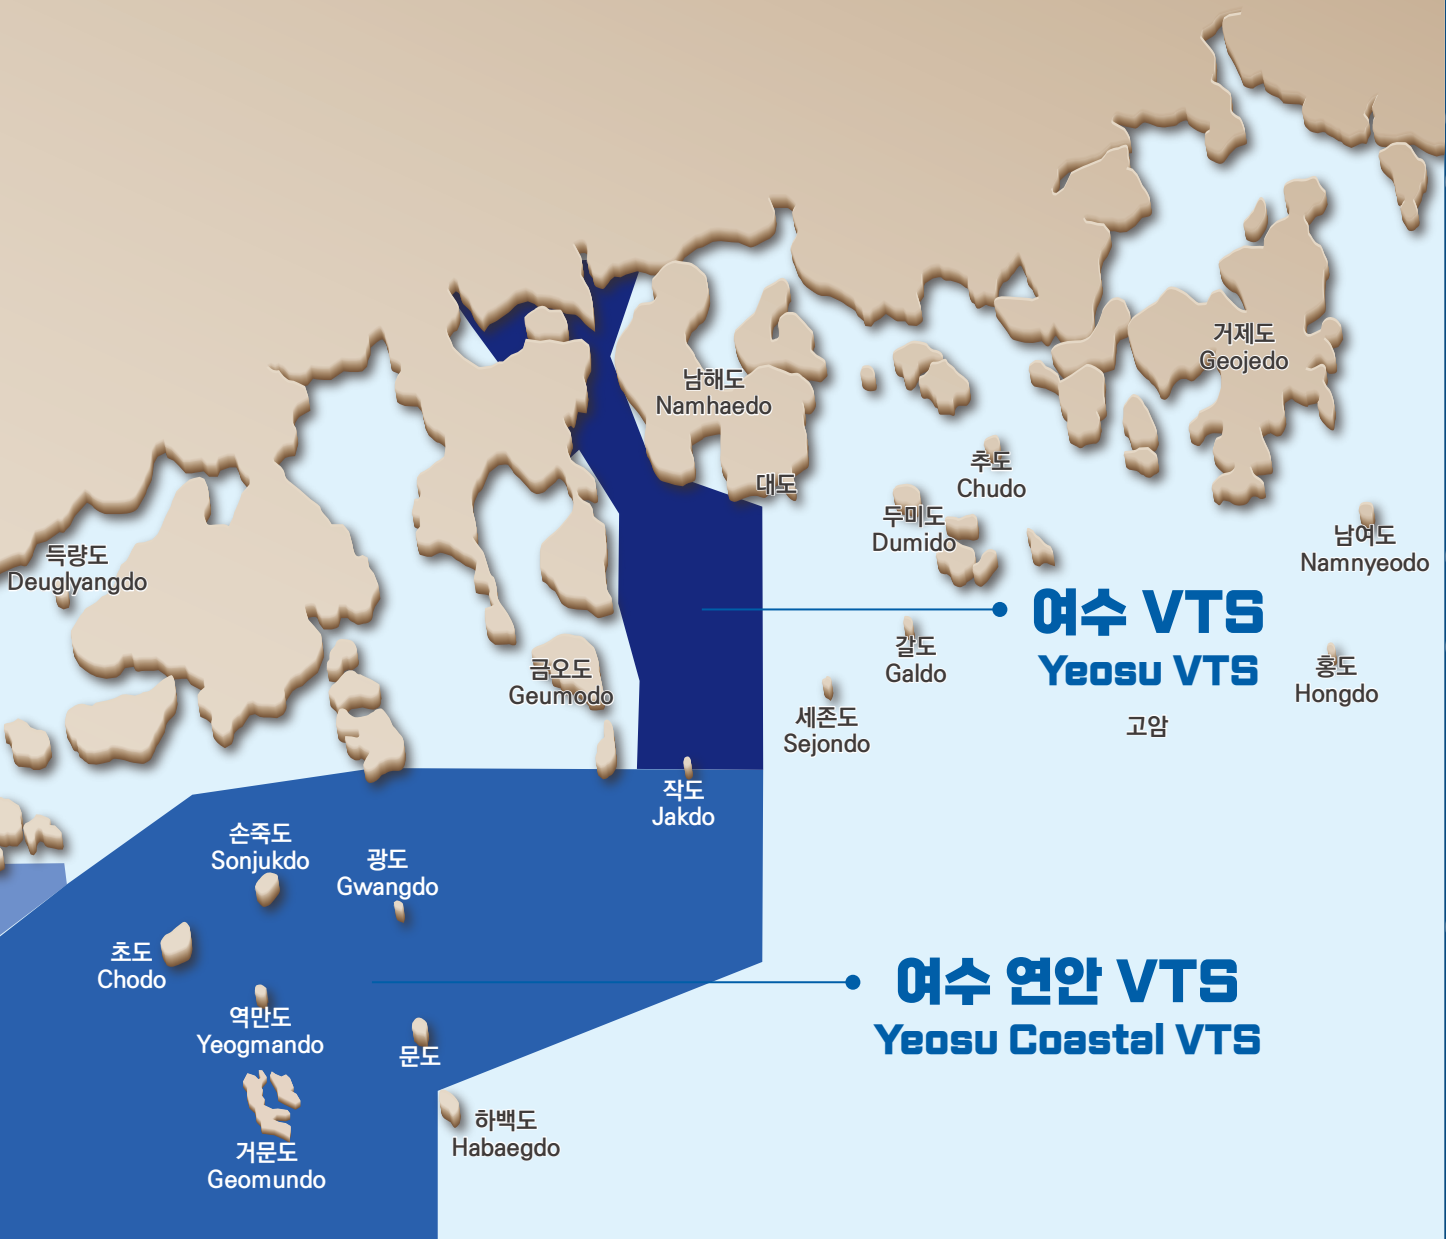 거제도
Geojedo
남해도
Namhaedo
대도
추도
Chudo
두미도
Dumido
남여도
Namnyeodo
득량도
Deuglyangdo
여수 VTS
Yeosu VTS
갈도
Galdo
홍도
Hongdo
금오도
Geumodo
세존도
Sejondo
고암
작도
Jakdo
손죽도
Sonjukdo
광도
Gwangdo
초도
Chodo
여수 연안 VTS
Yeosu Coastal VTS
역만도
Yeogmando
문도
하백도
Habaegdo
거문도
Geomundo